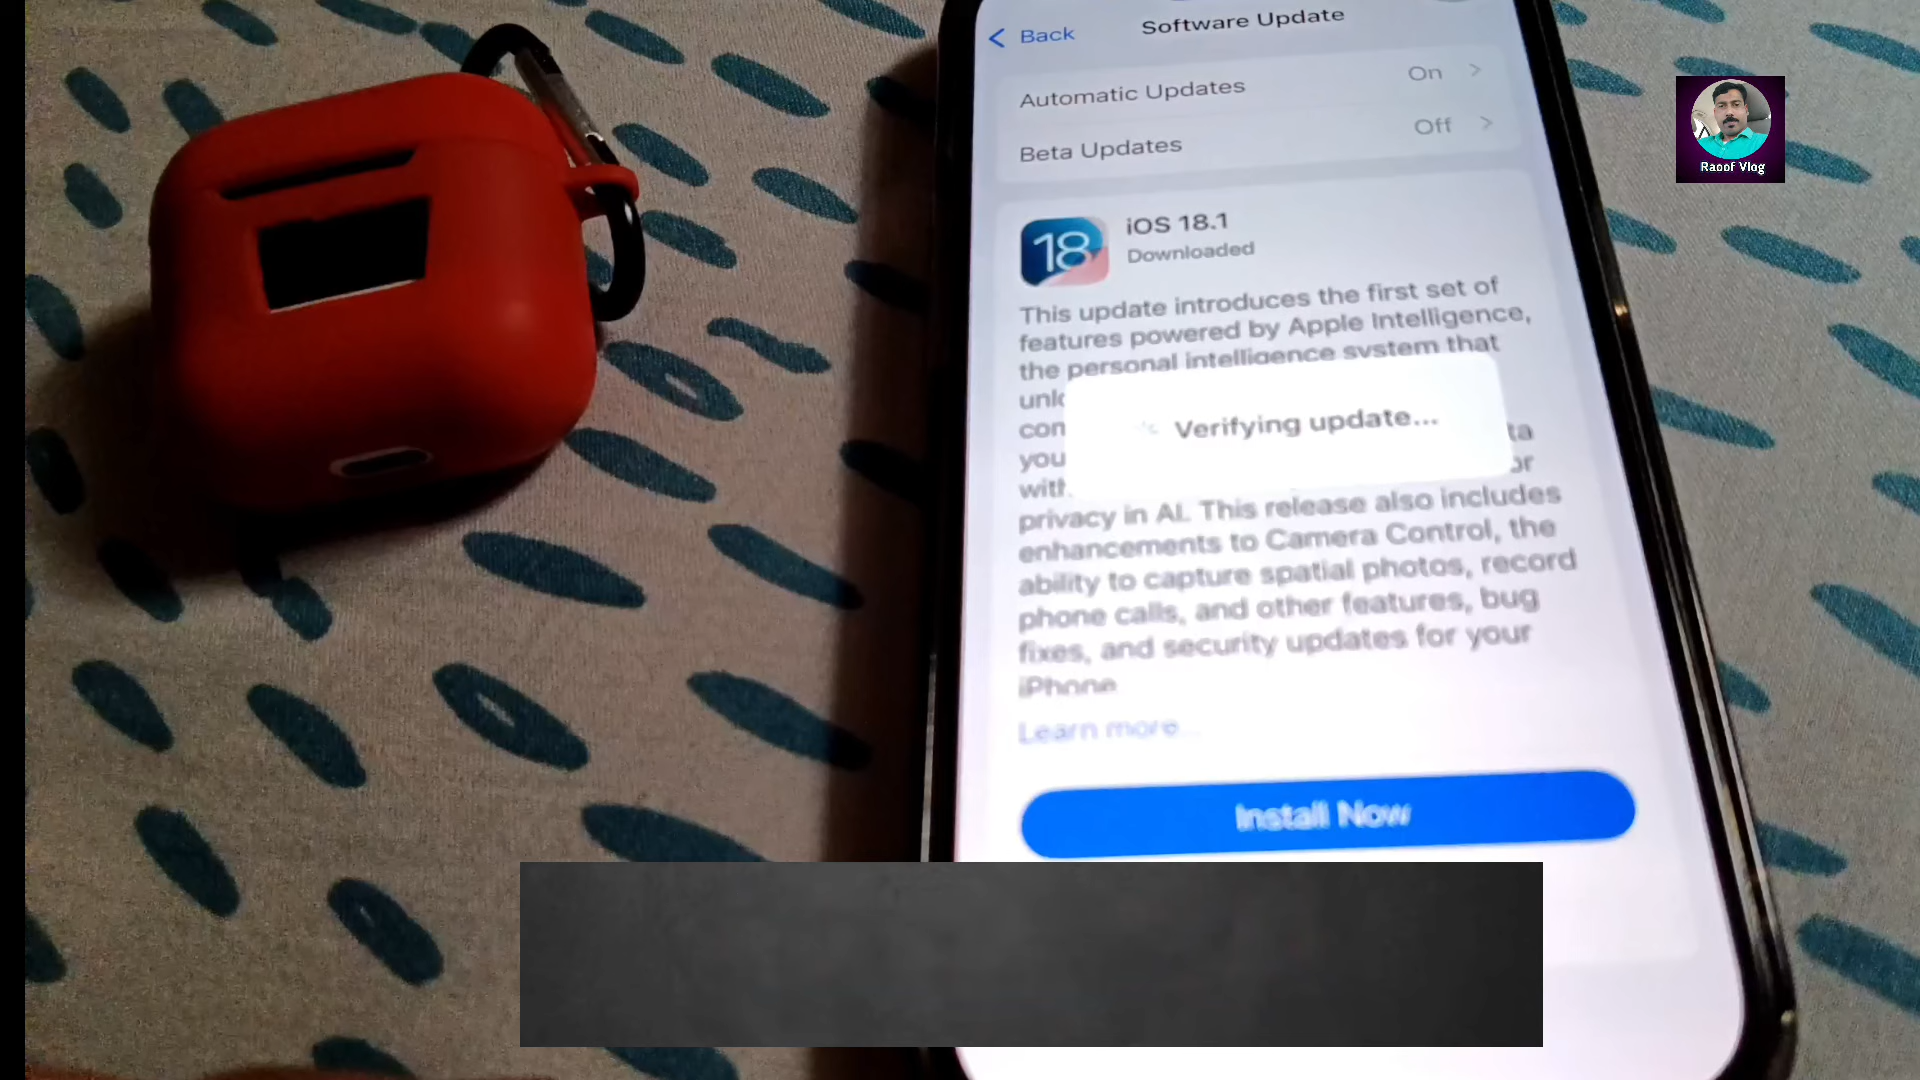 Back
Software Update
Automatic Updates
On
Beta Updates
Off
18
iOS 18.1
Downloaded
This update introduces the first set of
features powered by Apple Intelligence,
the personal intelligence system that
Verifying update...
privacy in AI. This release also includes
enhancements to Camera Control, the
ability to capture spatial photos, record
phone calls, and other features, bug
fixes, and security updates for your
iPhone
Learn more...
Install Now
Raoof Vlog